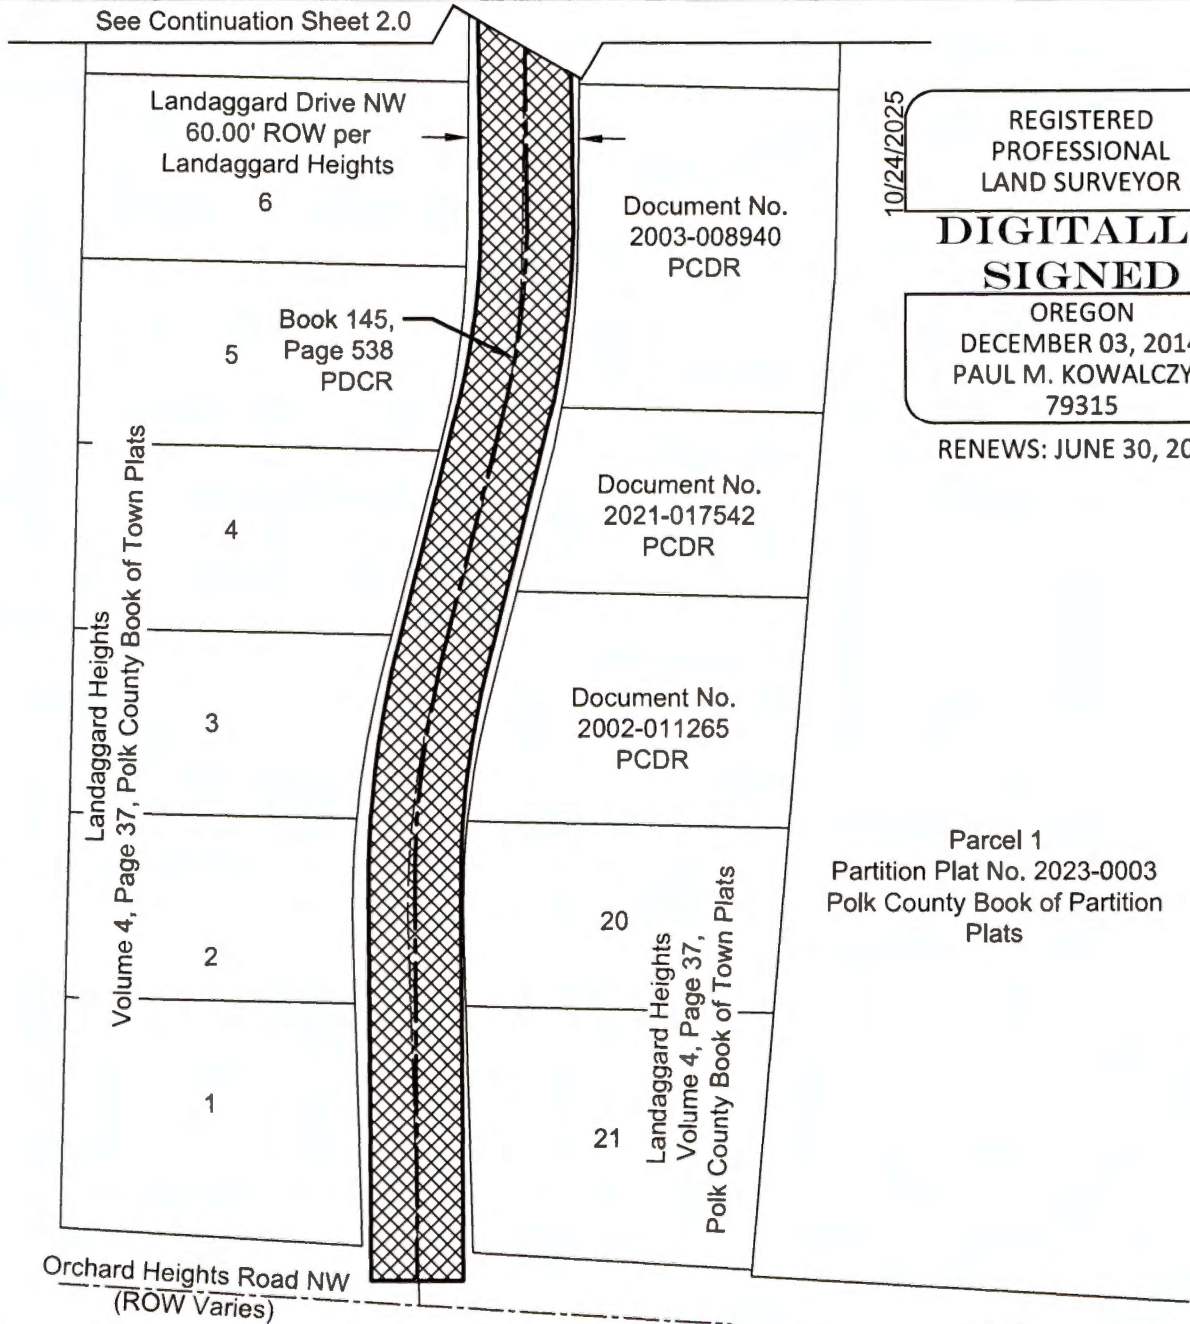 See Continuation Sheet 2.0
Landaggard Drive NW
60.00' ROW per
Landaggard Heights
6
Book 145,
Page 538
PDCR
5
4
3
2
1
Landaggard Heights
Volume 4, Page 37, Polk County Book of Town Plats
Document No.
2003-008940
PCDR
Document No.
2021-017542
PCDR
Document No.
2002-011265
PCDR
20
21
Landaggard Heights
Volume 4, Page 37,
Polk County Book of Town Plats
Parcel 1
Partition Plat No. 2023-0003
Polk County Book of Partition
Plats
Orchard Heights Road NW
(ROW Varies)
10/24/2025
REGISTERED
PROFESSIONAL
LAND SURVEYOR
DIGITALL
SIGNED
OREGON
DECEMBER 03, 2014
PAUL M. KOWALCZY
79315
RENEWS: JUNE 30, 20